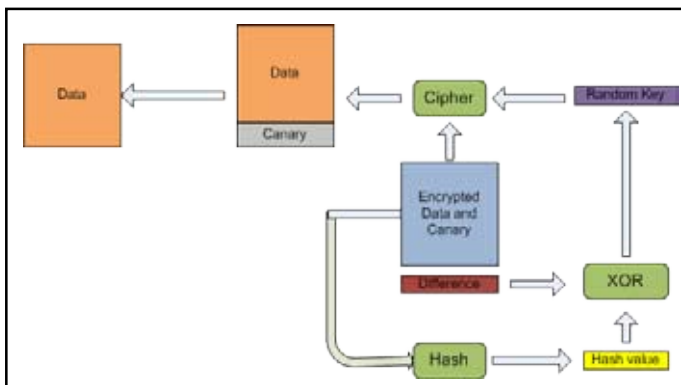 Data
Data
Canary
Cipher
Random Key
Encrypted
Data and
Canary
Difference
XOR
Hash
Hash value